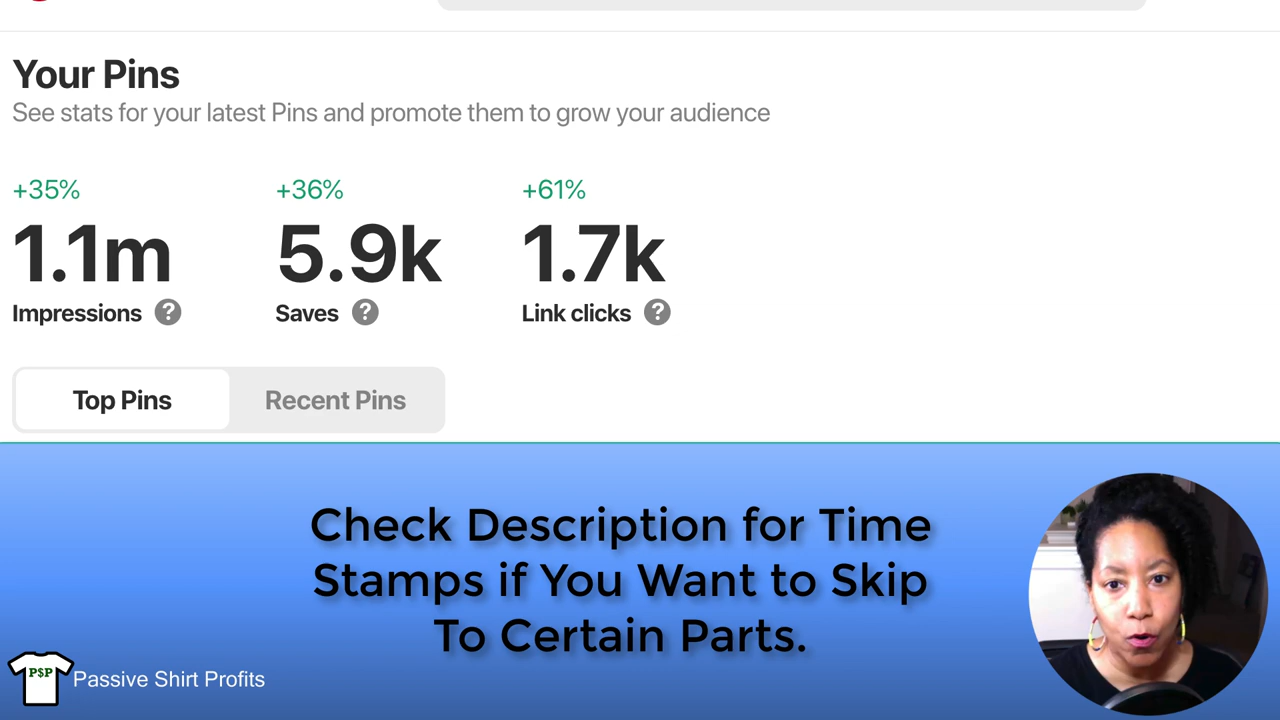 Your Pins
See stats for your latest Pins and promote them to grow your audience
+35% +36% +61%
1.1m 5.9k 1.7k
Impressions ? Saves ? Link clicks ?
Top Pins Recent Pins
Check Description for Time
Stamps if You Want to Skip
To Certain Parts.
P$P Passive Shirt Profits